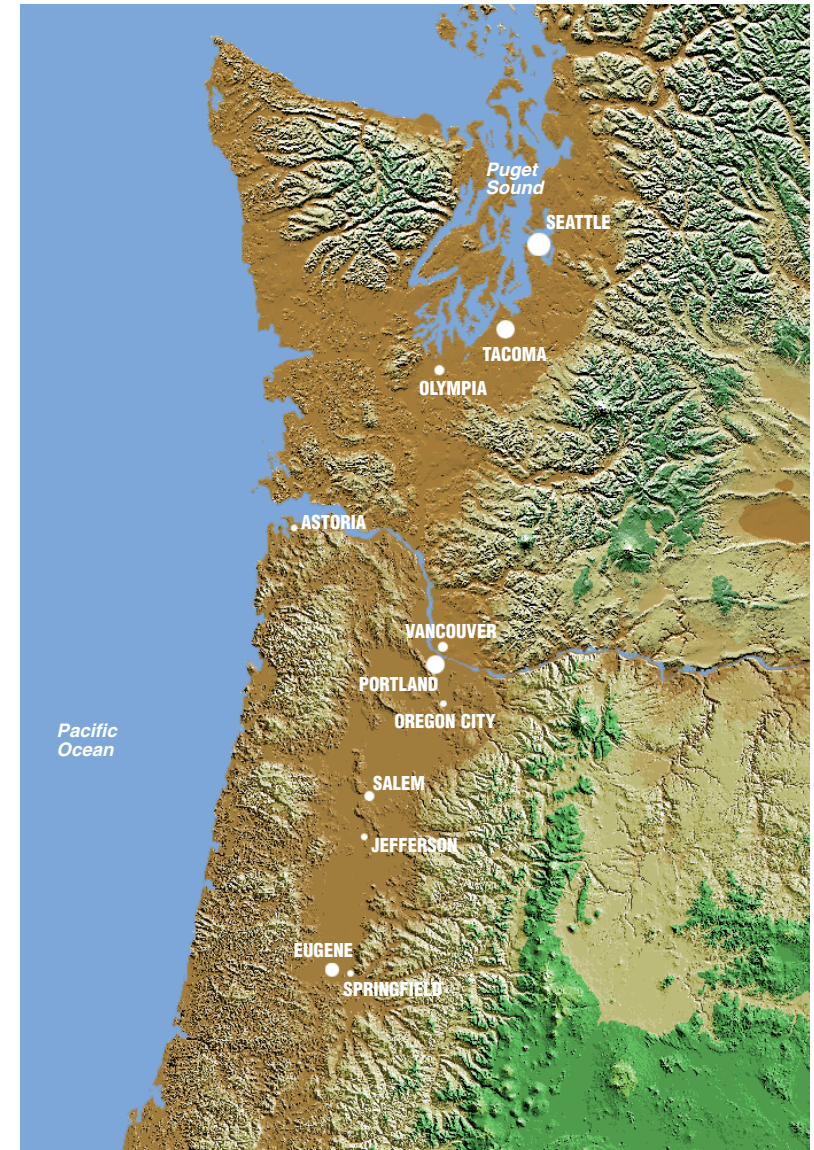 Puget
Sound
SEATTLE
TACOMA
OLYMPIA
ASTORIA
VANCOUVER
PORTLAND
OREGON CITY
Pacific
Ocean
SALEM
JEFFERSON
EUGENE
SPRINGFIELD